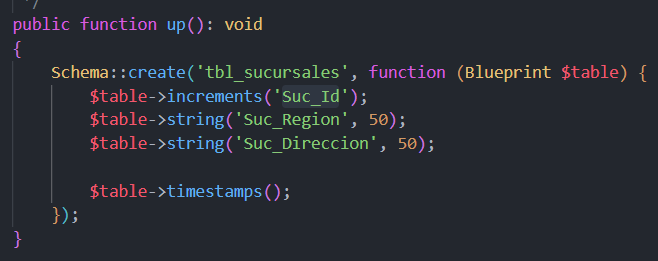 */
public function up(): void
{
Schema::create('tbl_sucursales', function (Blueprint $table) {
$table->increments('Suc_Id');
$table->string('Suc_Region', 50);
$table->string('Suc_Direccion', 50);
$table->timestamps();
});
}